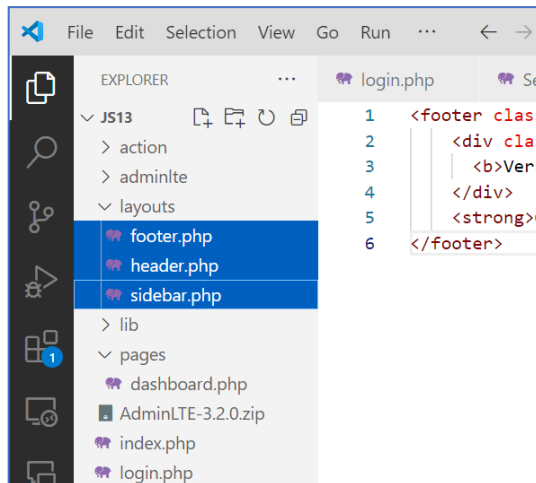 File Edit Selection View Go Run ...
EXPLORER ...
login.php
JS13
action
adminlte
layouts
footer.php
header.php
sidebar.php
lib
pages
dashboard.php
AdminLTE-3.2.0.zip
index.php
login.php
1
1 <footer clas
2 <div cla
3 <b>Ver
4 </div>
5 <strong>
6 </footer>